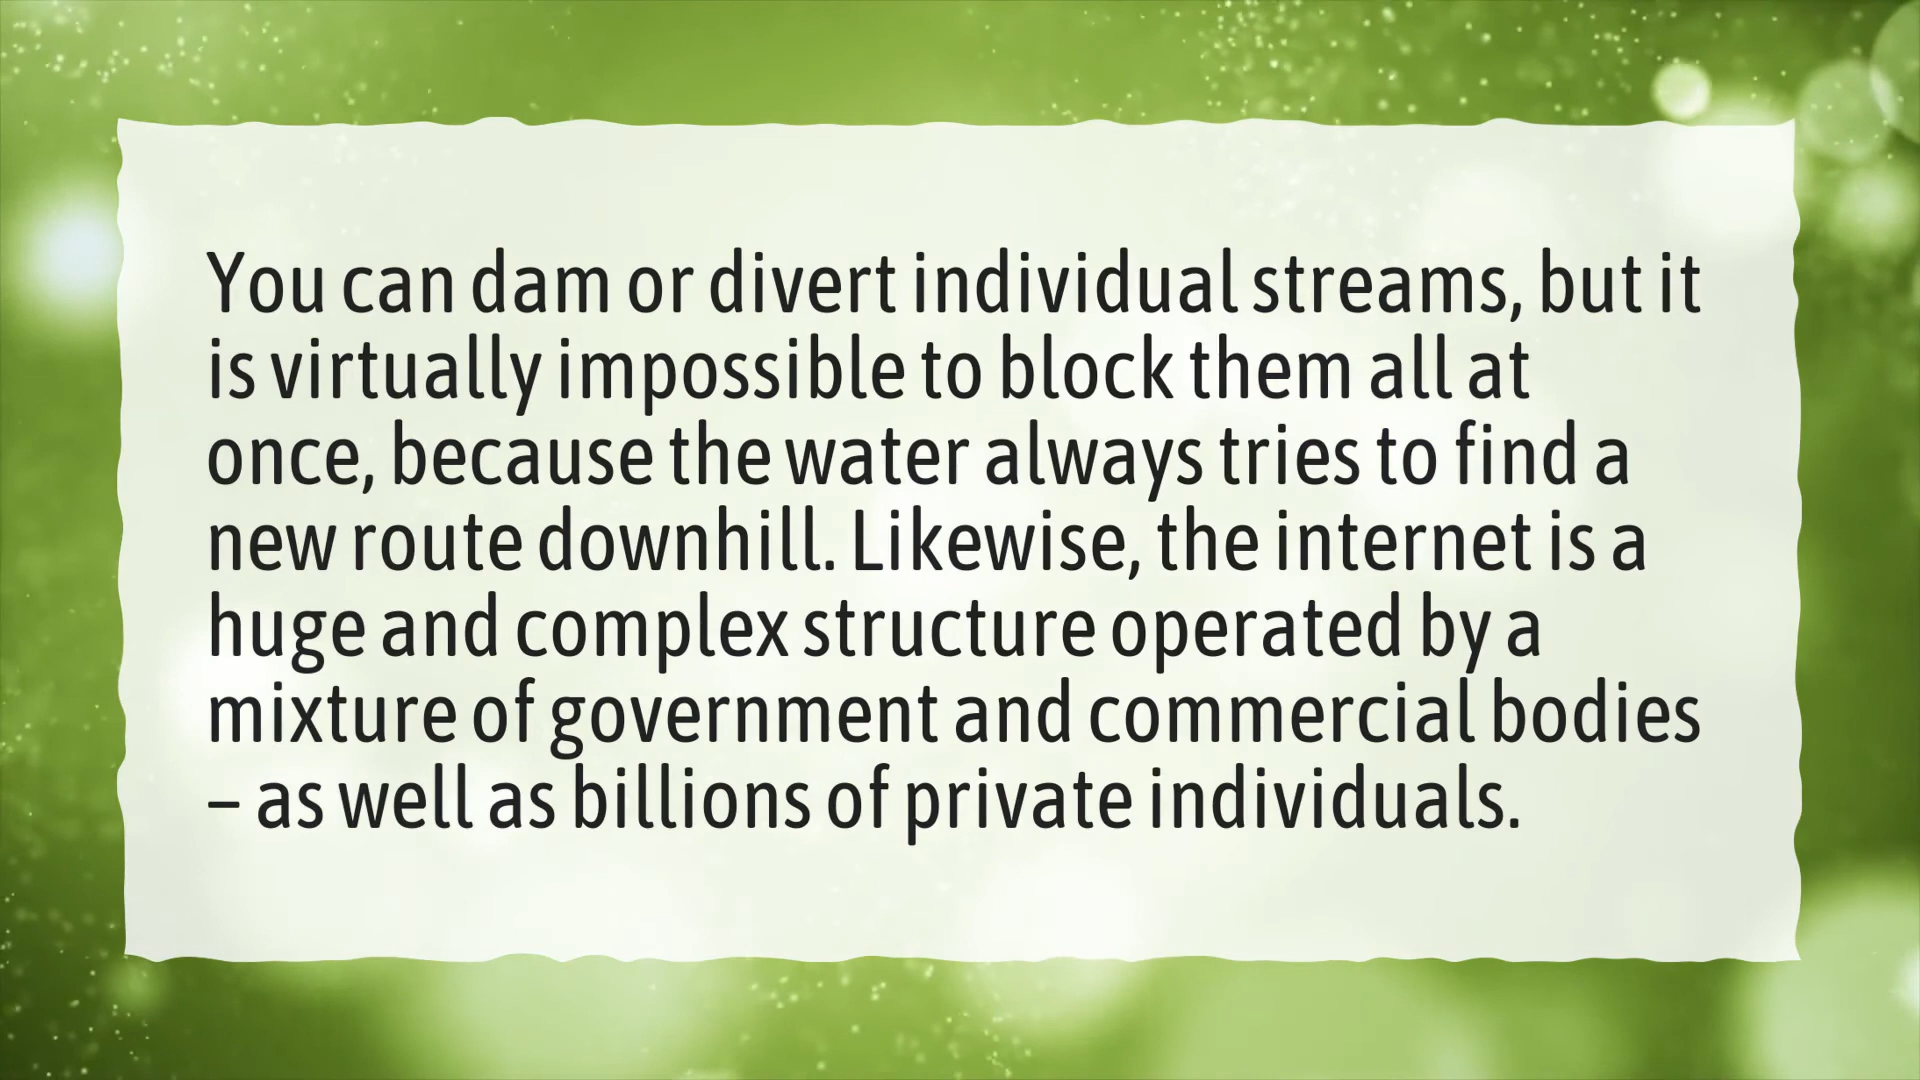 You can dam or divert individual streams, but it
is virtually impossible to block them all at
once, because the water always tries to find a
new route downhill. Likewise, the internet is a
huge and complex structure operated by a
mixture of government and commercial bodies
– as well as billions of private individuals.